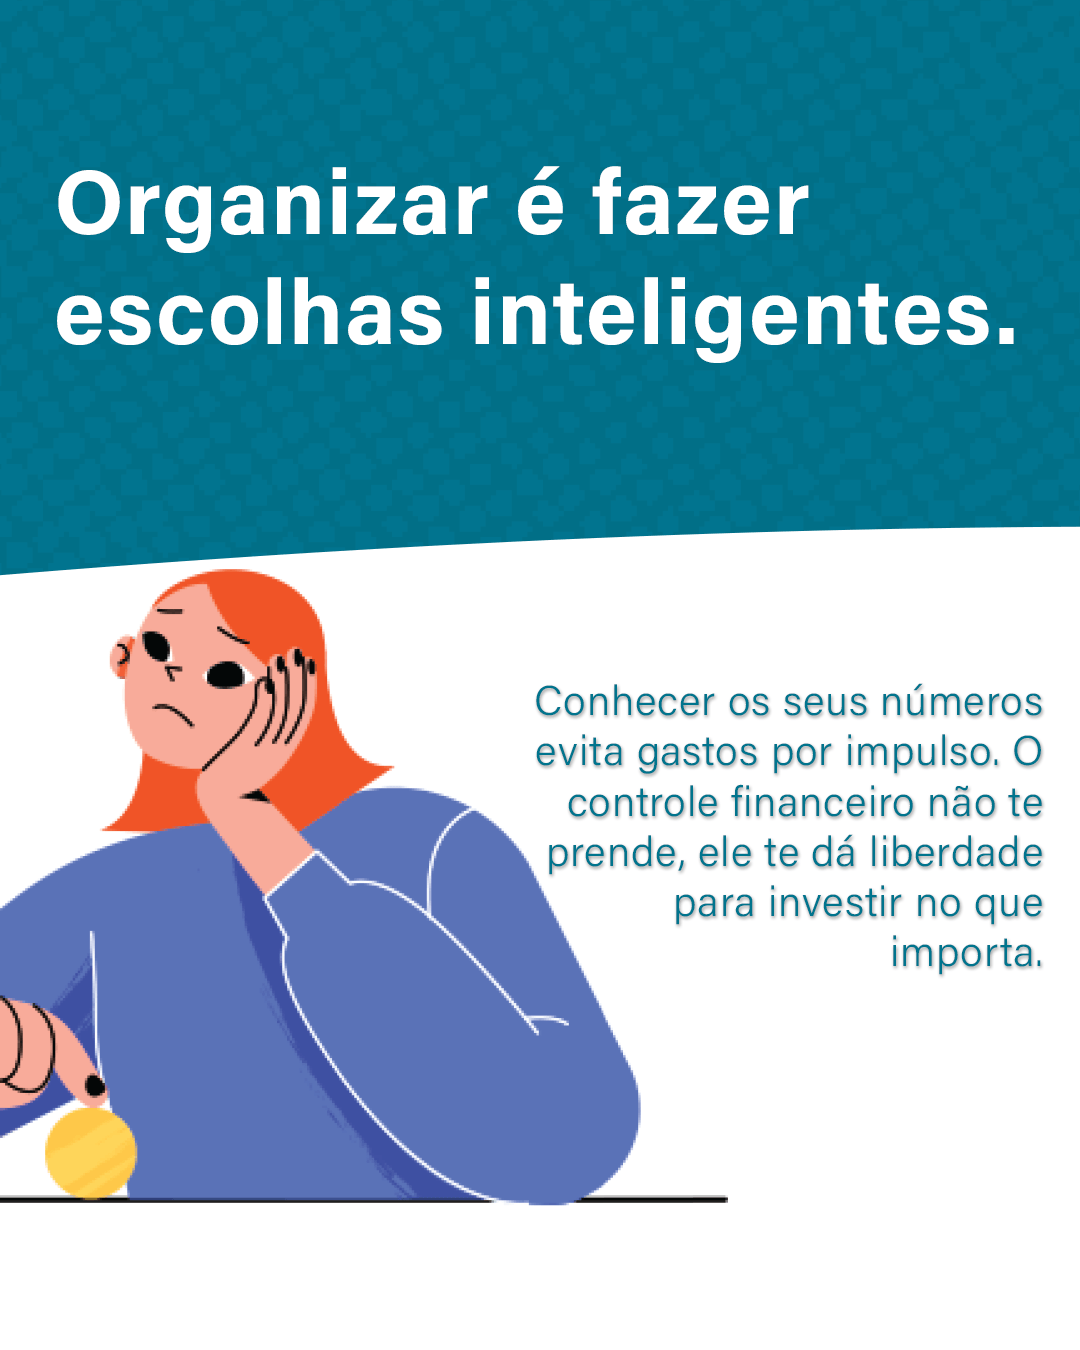 Organizar é fazer
escolhas inteligentes.
Conhecer os seus números
evita gastos por impulso. O
controle financeiro não te
prende, ele te dá liberdade
para investir no que
importa.